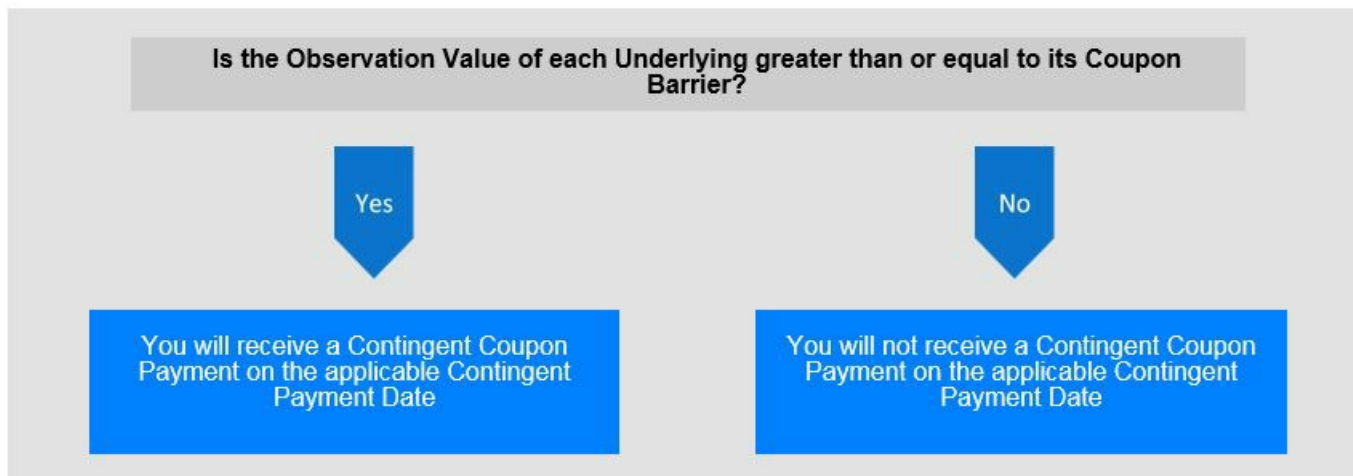 Is the Observation Value of each Underlying greater than or equal to its Coupon
Barrier?
Yes
No
You will receive a Contingent Coupon
Payment on the applicable Contingent
Payment Date
You will not receive a Contingent Coupon
Payment on the applicable Contingent
Payment Date